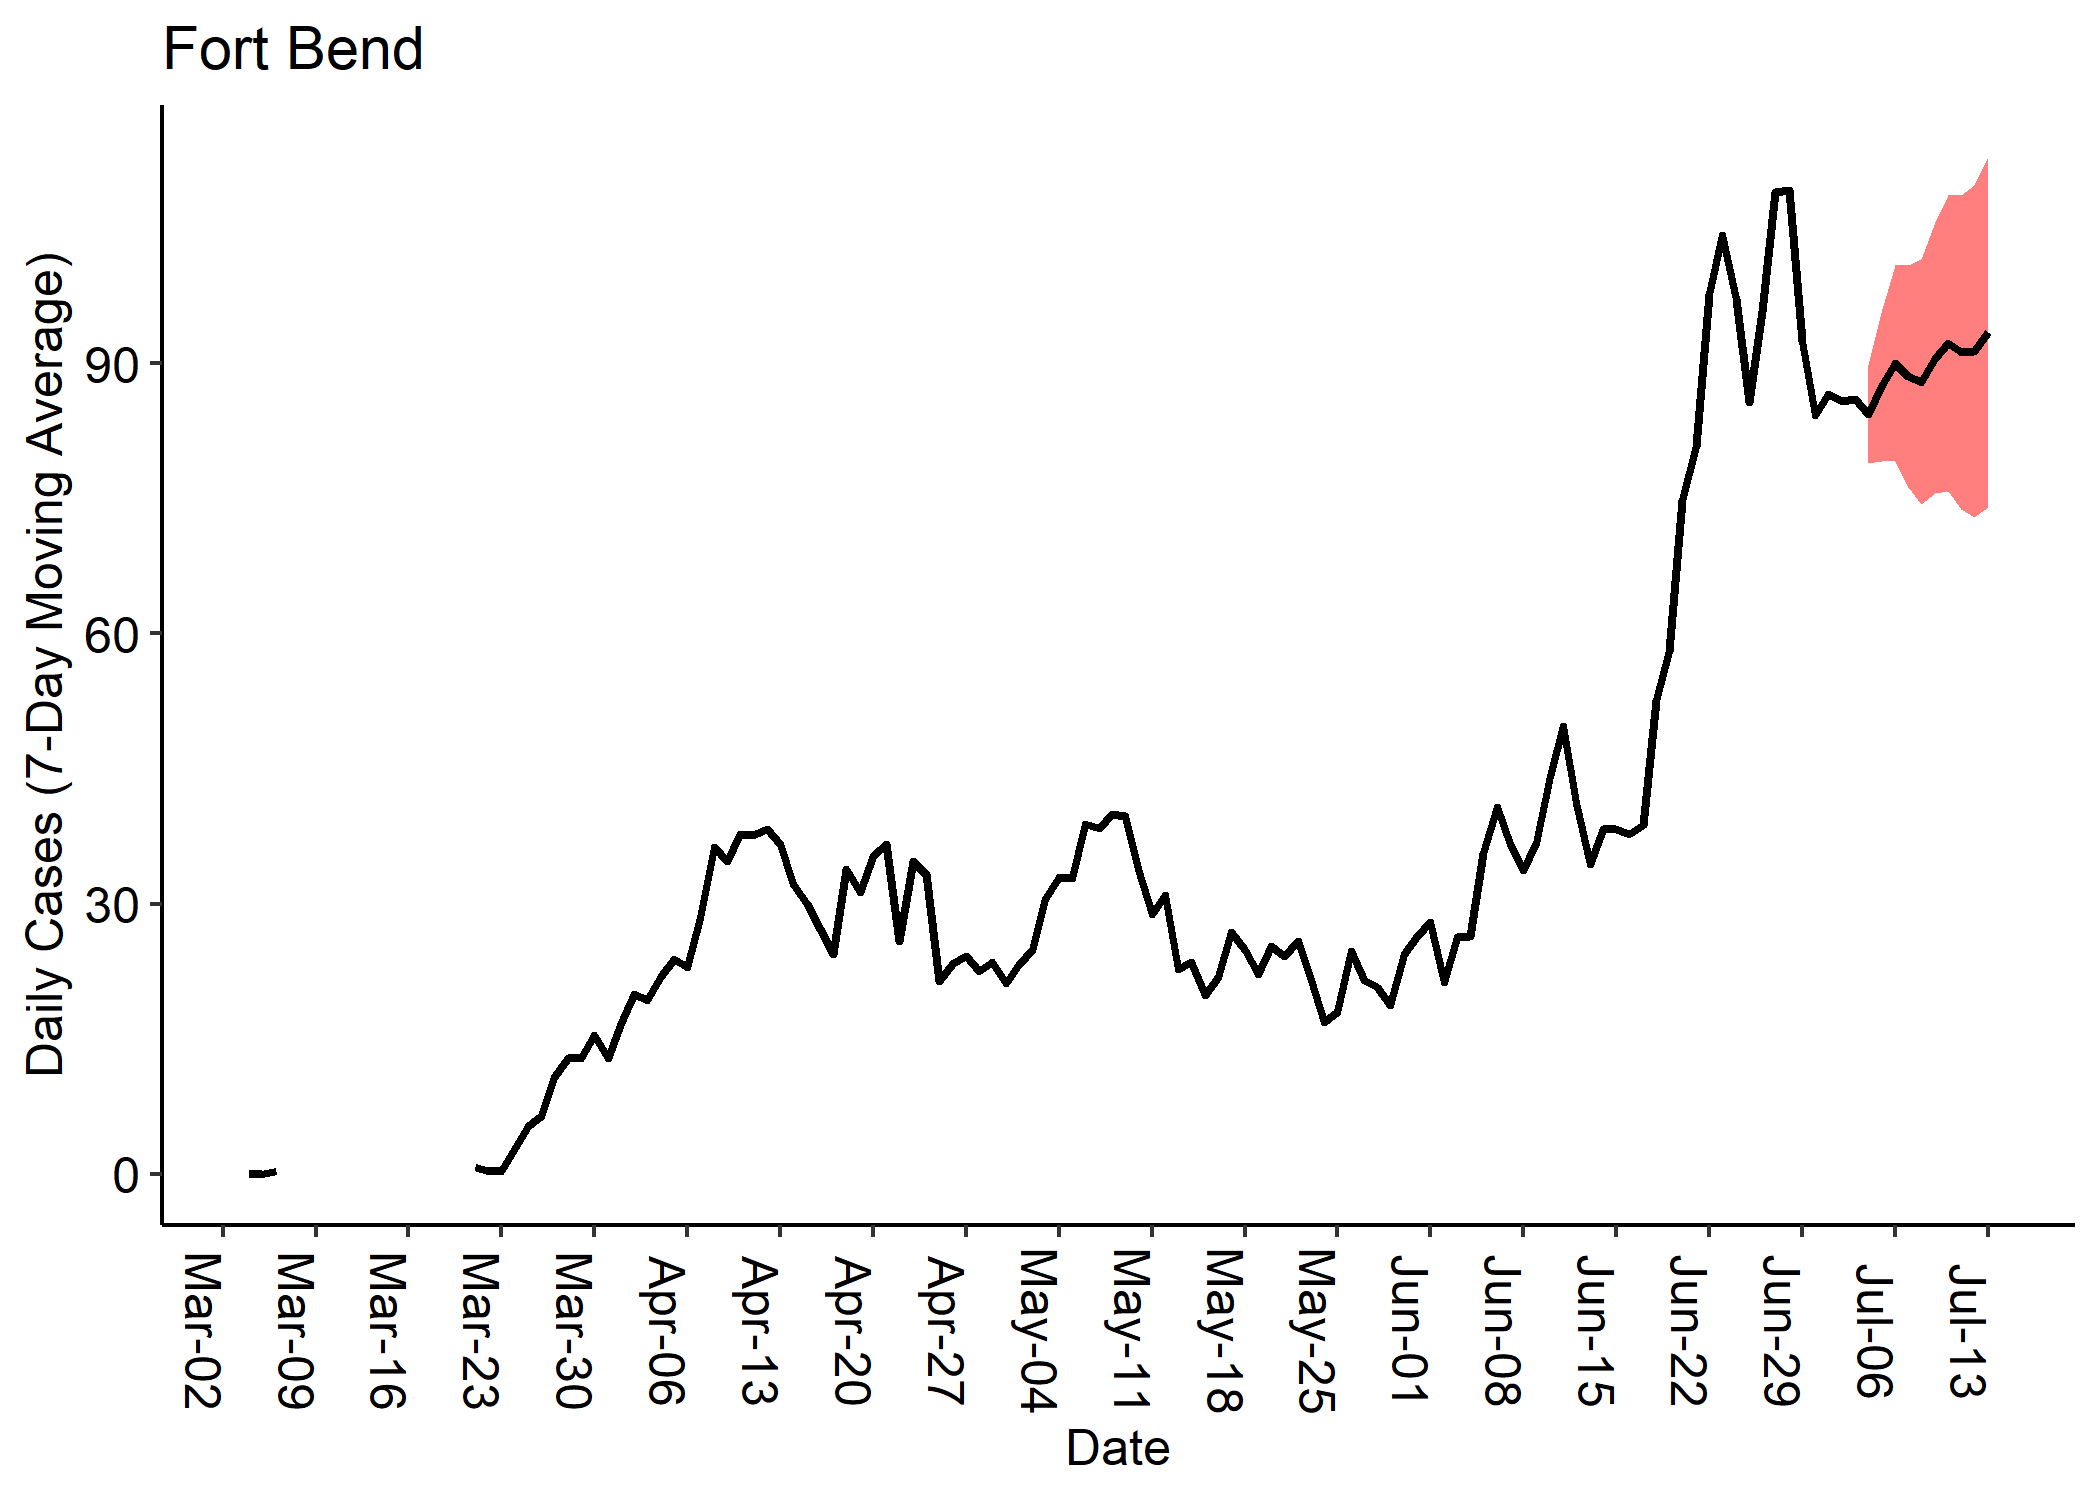 Fort Bend
Daily Cases (7-Day Moving Average)
90
60
30
0
Mar-02
Mar-09
Mar-16
Mar-23
Mar-30
Apr-06
Apr-13
Apr-20
Apr-27
May-04
May-11
May-18
May-25
Jun-01
Jun-08
Jun-15
Jun-22
Jun-29
Jul-06
Jul-13
Date